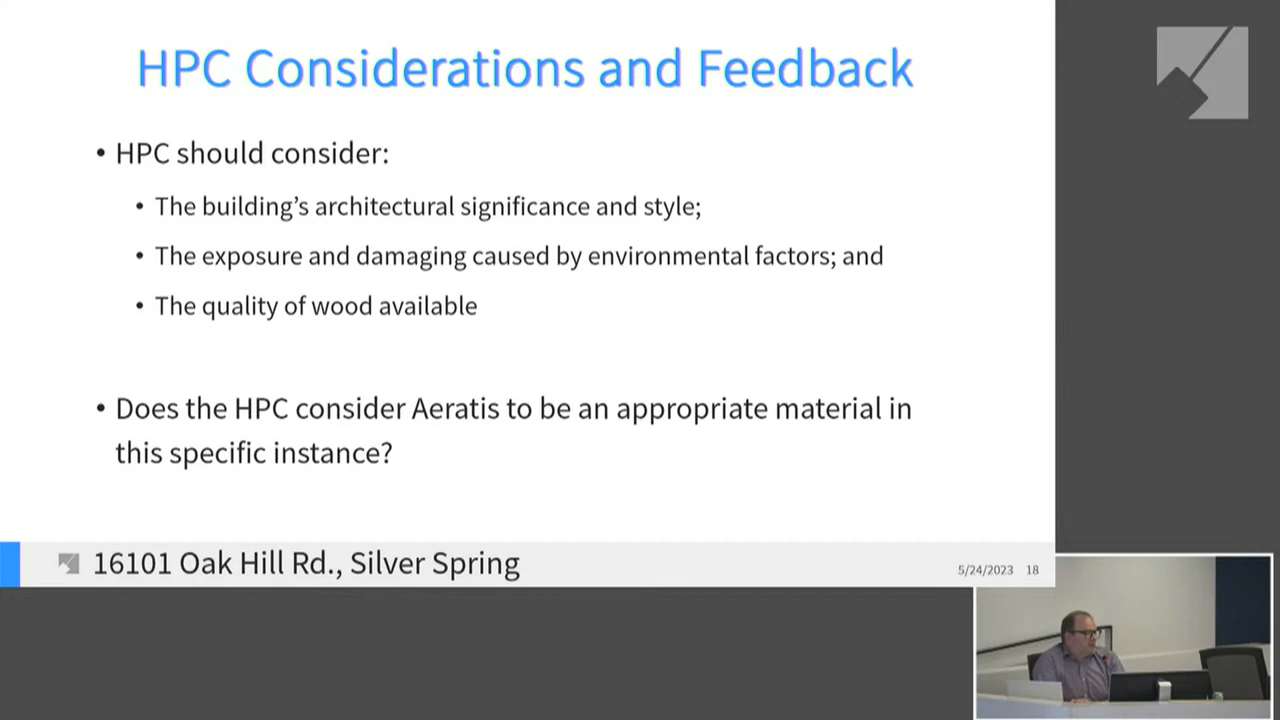 HPC Considerations and Feedback
• HPC should consider:
• The building’s architectural significance and style;
• The exposure and damaging caused by environmental factors; and
• The quality of wood available
• Does the HPC consider Aeratis to be an appropriate material in
this specific instance?
16101 Oak Hill Rd., Silver Spring
5/24/2023 18